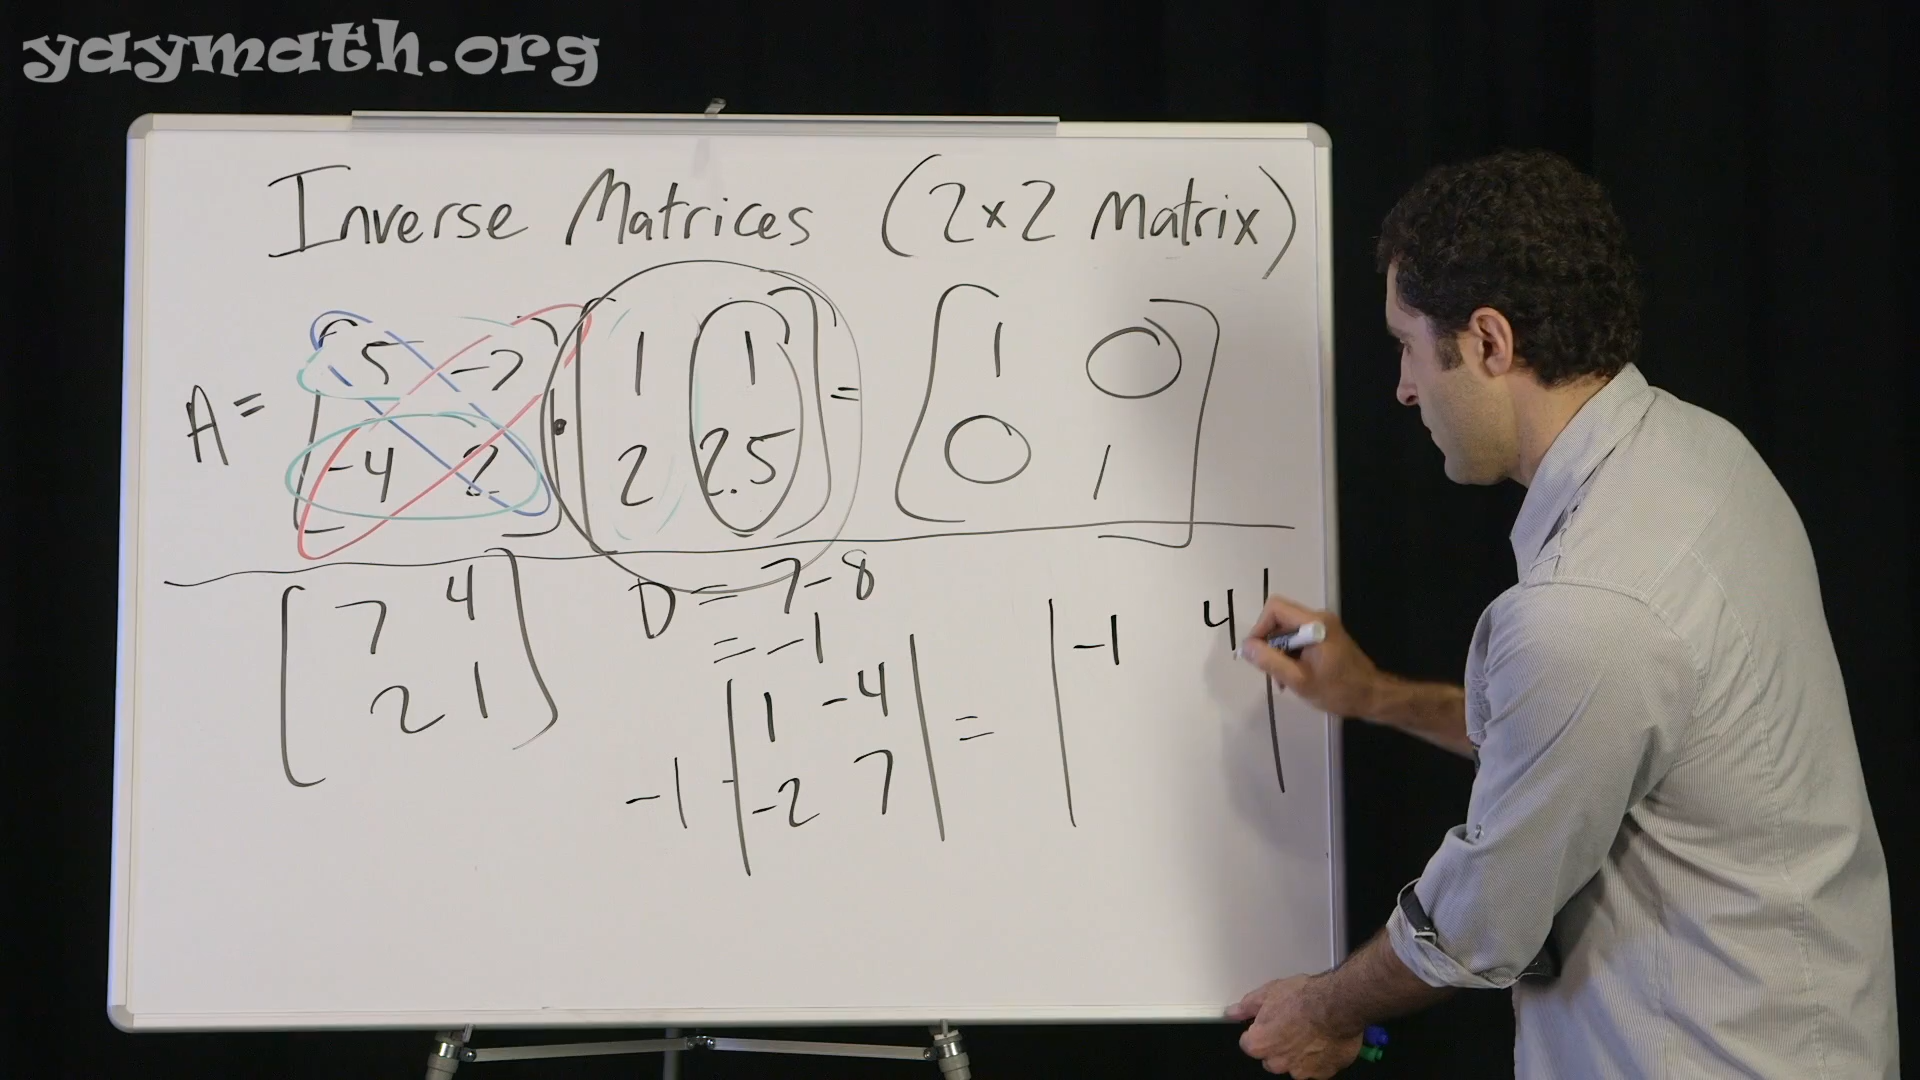 yaymath.org
Inverse Matrices (2×2 Matrix)
A = [5 -7 · [1 1] = [1 0
-4 2] [2 2.5] 0 1]
[7 4
2 1]
D = 7-8
= -1
-1 |1 -4| = |-1 4|
|-2 7|